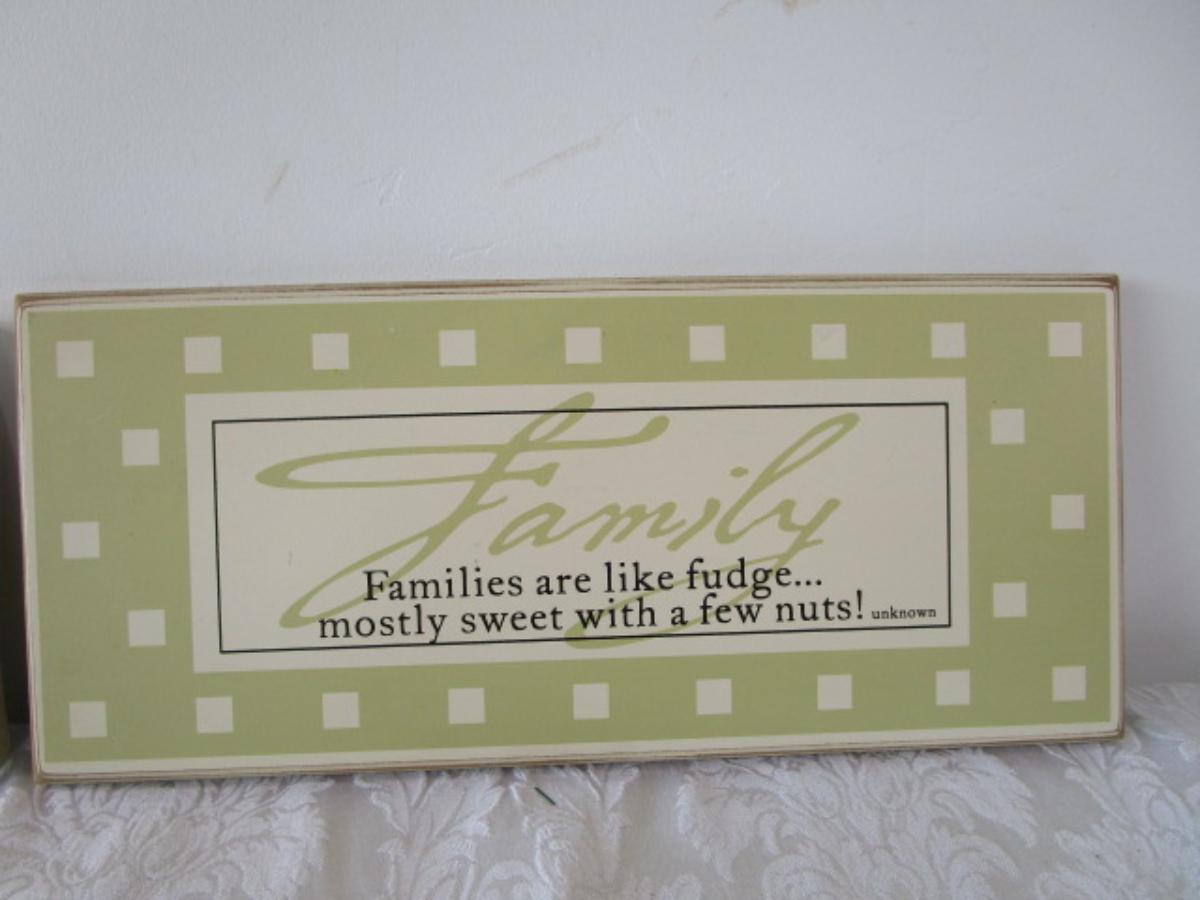 Family
Families are like fudge...
mostly sweet with a few nuts! unknown